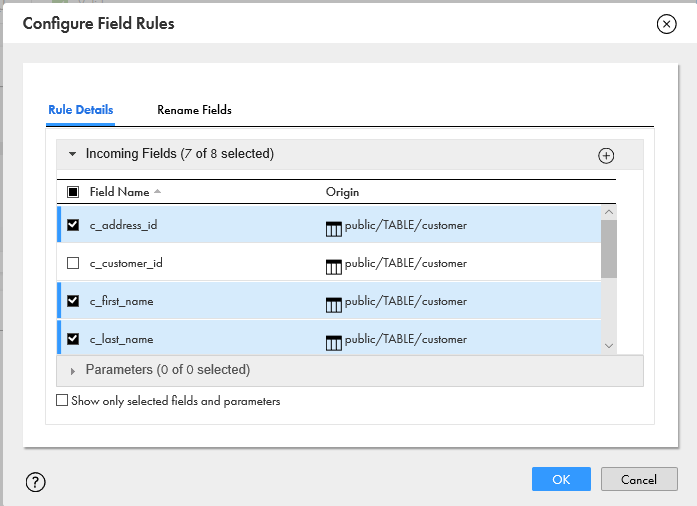 Configure Field Rules
Rule Details Rename Fields
Incoming Fields (7 of 8 selected)
Field Name Origin
c_address_id public/TABLE/customer
c_customer_id public/TABLE/customer
c_first_name public/TABLE/customer
c_last_name public/TABLE/customer
Parameters (0 of 0 selected)
Show only selected fields and parameters
? OK Cancel